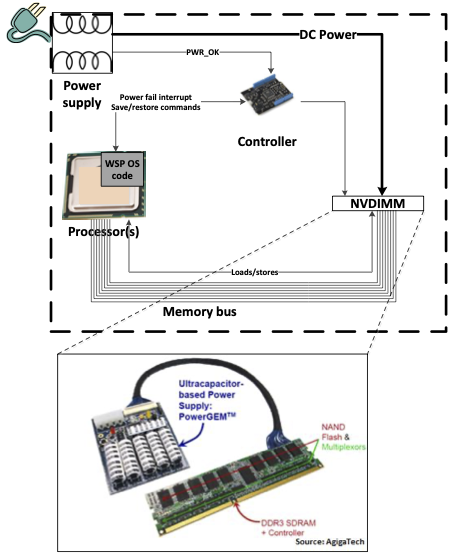 DC Power
PWR_OK
Power
supply
Power fail interrupt
Save/restore commands
Controller
WSP OS
code
NVDIMM
Processor(s)
Loads/stores
Memory bus
Ultracapacitor-
based Power
Supply:
PowerGEM™
NAND
Flash &
Multiplexors
DDR3 SDRAM
+ Controller
Source: AgigaTech